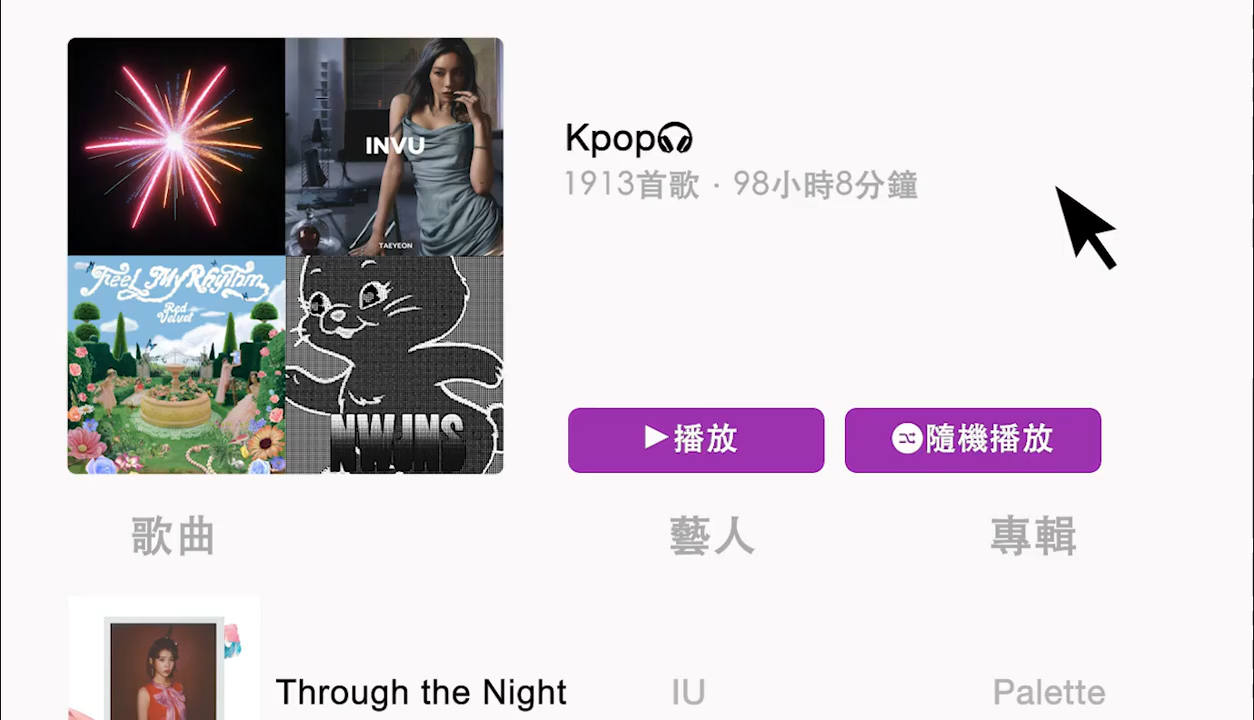 INVU
TAEYEON
Feel My Rhythm
Red
Velvet
NWJNS
Kpop🎧
1913首歌 · 98小時8分鐘
播放
隨機播放
歌曲 藝人 專輯
Through the Night IU Palette